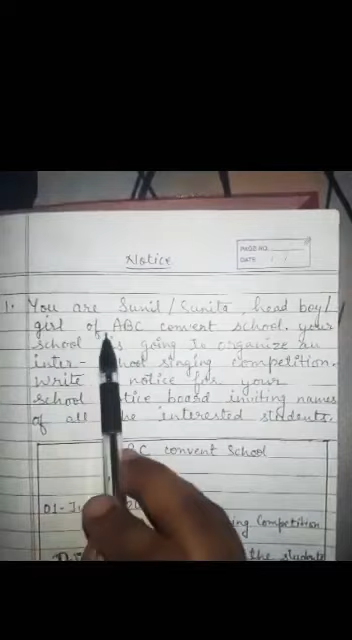 Notice
PAGE NO.
DATE / /
1. You are Sunil/Sunita, head boy/
girl of ABC convert school. your
school is going to organize an
inter- school singing competition.
Write notice for your
school notice board inviting names
of all the interested students.
ABC convent School
01-
Competition
the students